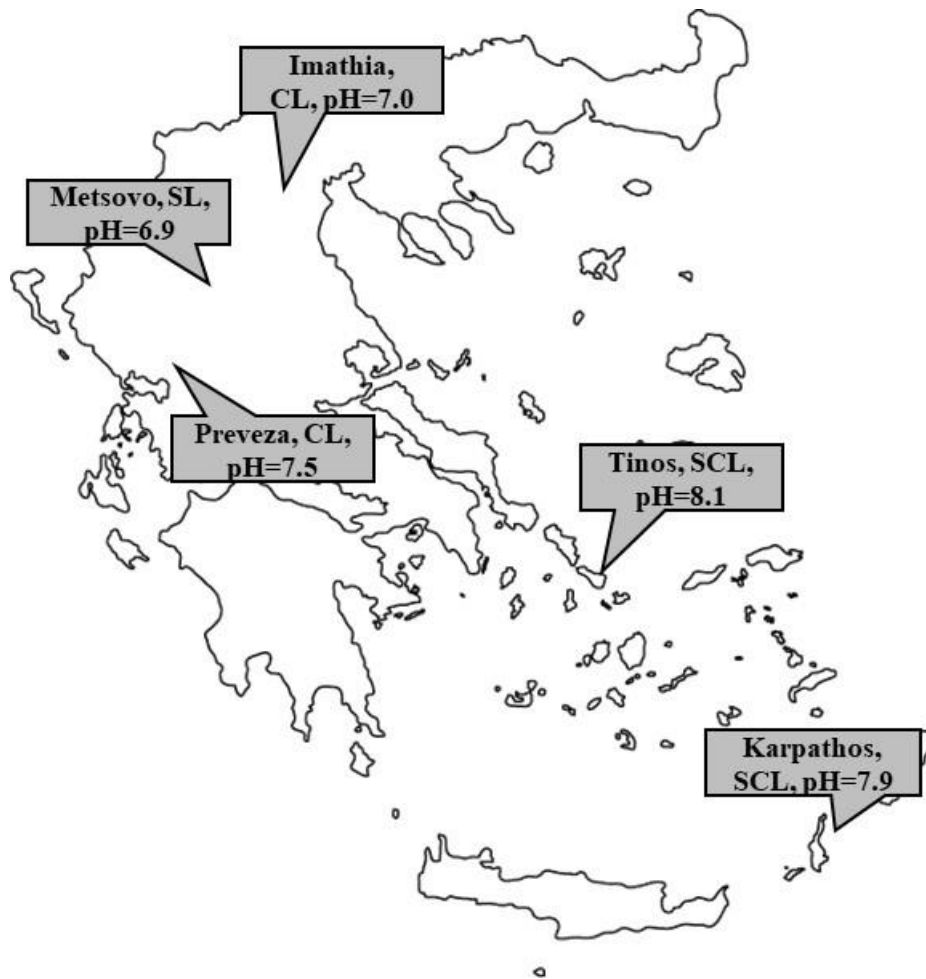 Imathia,
CL, pH=7.0
Metsovo, SL,
pH=6.9
Preveza, CL,
pH=7.5
Tinos, SCL,
pH=8.1
Karpathos,
SCL, pH=7.9